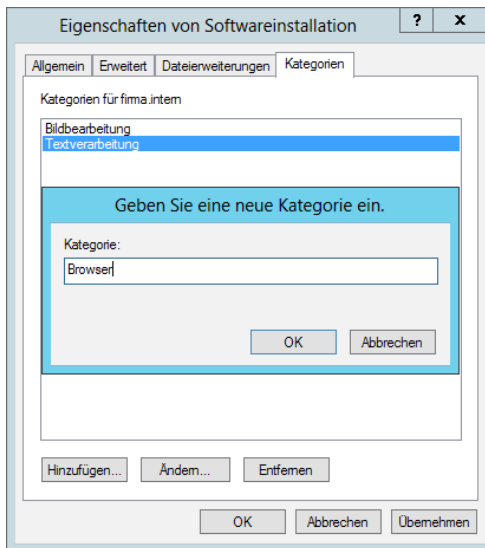 Eigenschaften von Softwareinstallation
? x
Allgemein Erweitert Dateierweiterungen Kategorien
Kategorien für firma.intern
Bildbearbeitung
Textverarbeitung
Geben Sie eine neue Kategorie ein.
Kategorie:
Browser
OK Abbrechen
Hinzufügen... Ändern... Entfernen
OK Abbrechen Übernehmen